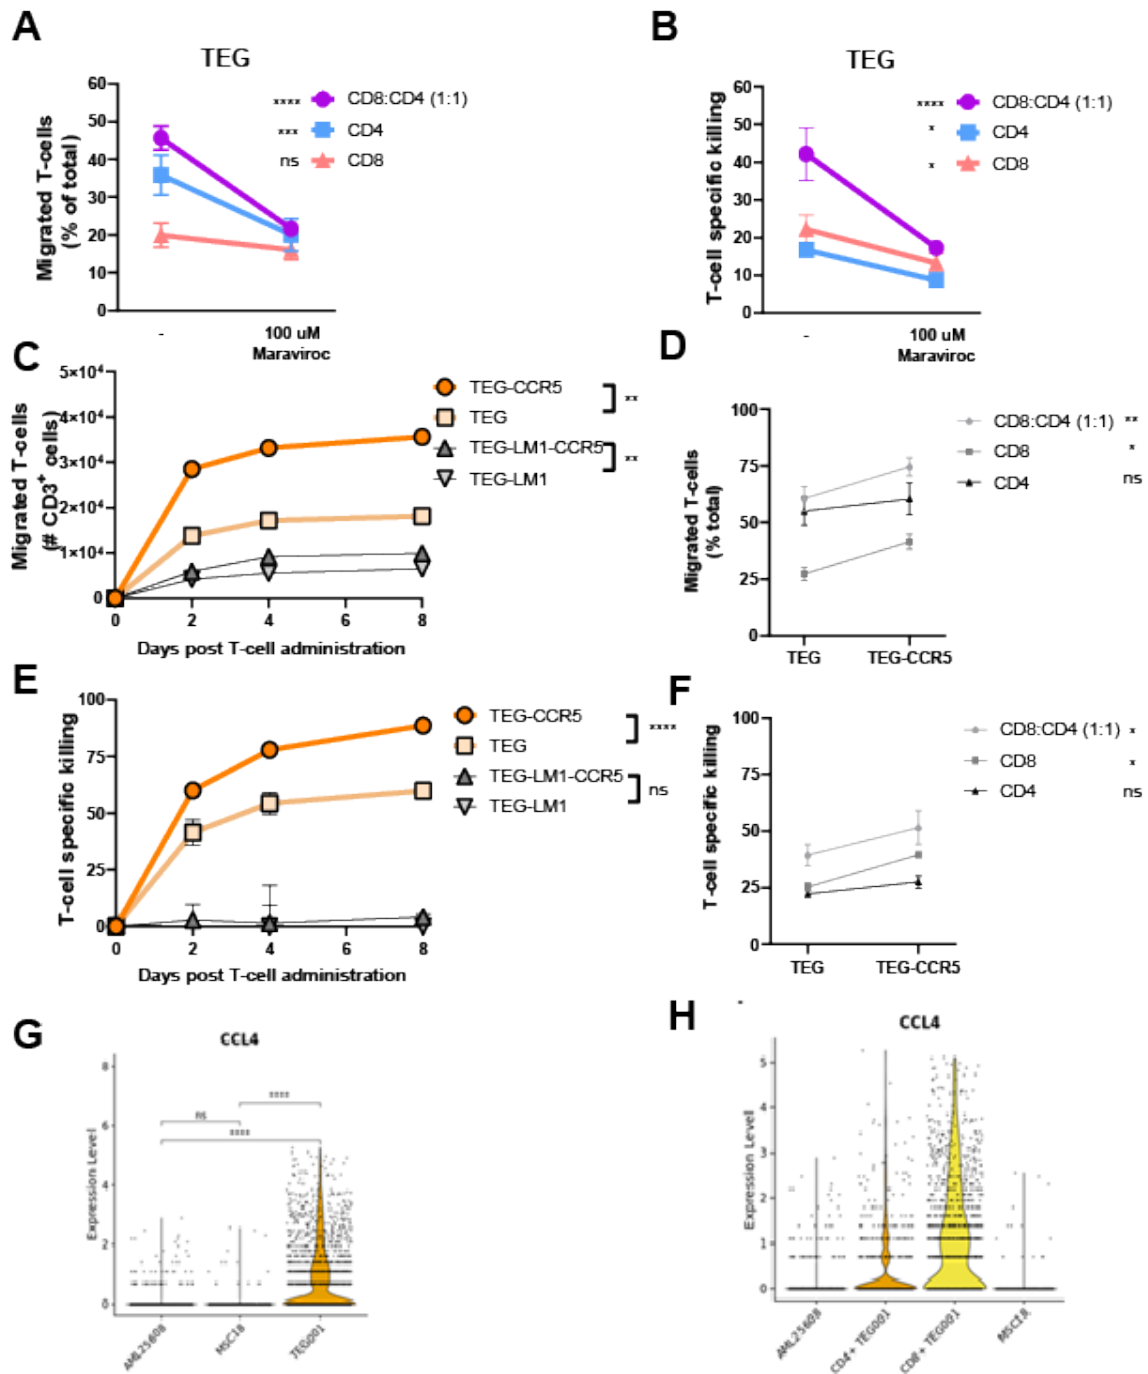 A
TEG
Migrated T-cells
(% of total)
60
50
40
30
20
10
0
-
100 uM
Maraviroc
**** CD8:CD4 (1:1)
*** CD4
ns CD8
B
TEG
T-cell specific killing
60
50
40
30
20
10
0
-
100 uM
Maraviroc
**** CD8:CD4 (1:1)
* CD4
* CD8
C
Migrated T-cells
(# CD3⁺ cells)
5×10⁴
4×10⁴
3×10⁴
2×10⁴
1×10⁴
0
0 2 4 6 8
Days post T-cell administration
TEG-CCR5
**
TEG
TEG-LM1-CCR5
**
TEG-LM1
D
Migrated T-cells
(% total)
100
75
50
25
0
TEG TEG-CCR5
CD8:CD4 (1:1) **
CD8 *
CD4 ns
E
T-cell specific killing
100
75
50
25
0
0 2 4 6 8
Days post T-cell administration
TEG-CCR5
****
TEG
TEG-LM1-CCR5
ns
TEG-LM1
F
T-cell specific killing
100
75
50
25
0
TEG TEG-CCR5
CD8:CD4 (1:1) *
CD8 *
CD4 ns
G
CCL4
Expression Level
8
6
4
2
0
ns
****
****
AML25608 MSC18 TEG001
H
CCL4
Expression Level
5
4
3
2
1
0
AML25608 CD4+ TEG001 CD8+ TEG001 MSC18